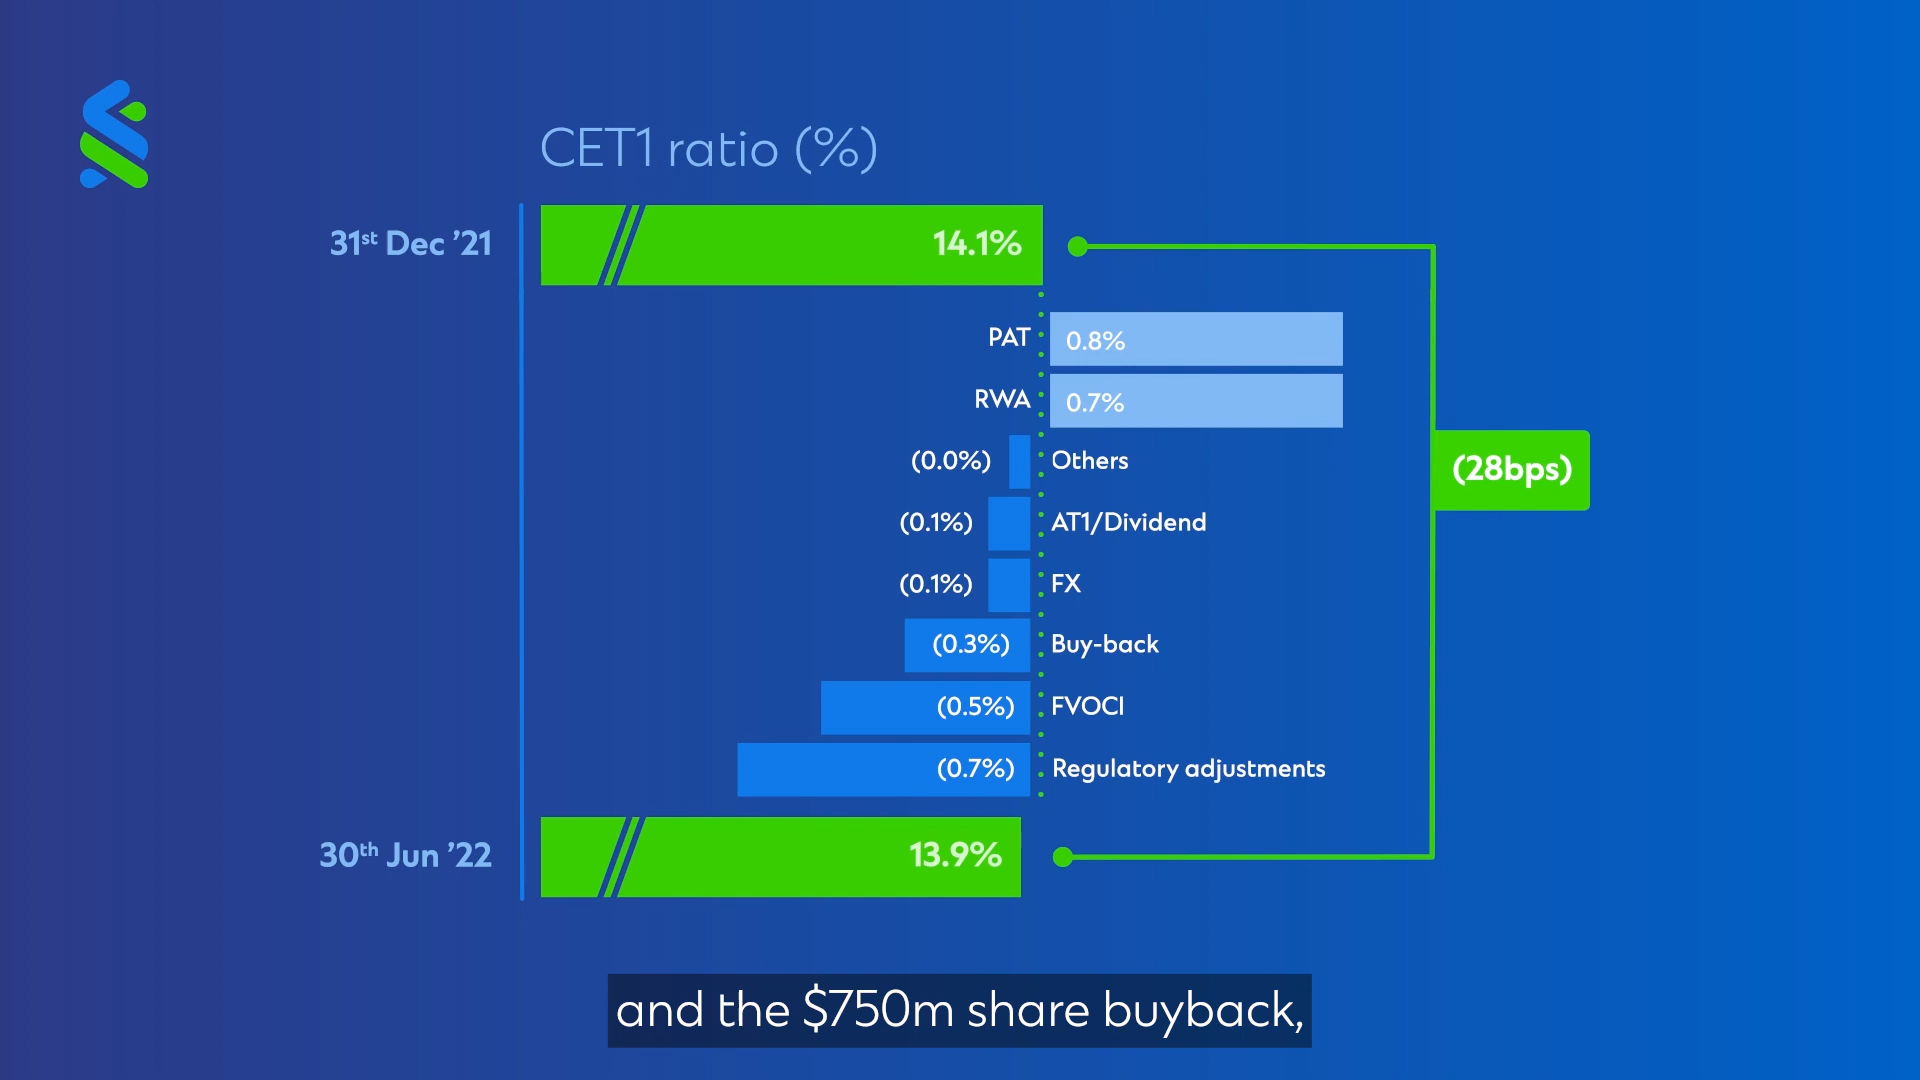 CET1 ratio (%)
31st Dec ’21
14.1%
PAT
0.8%
RWA
0.7%
(0.0%)
Others
(0.1%)
AT1/Dividend
(0.1%)
FX
(0.3%)
Buy-back
(0.5%)
FVOCI
(0.7%)
Regulatory adjustments
(28bps)
30th Jun ’22
13.9%
and the $750m share buyback,